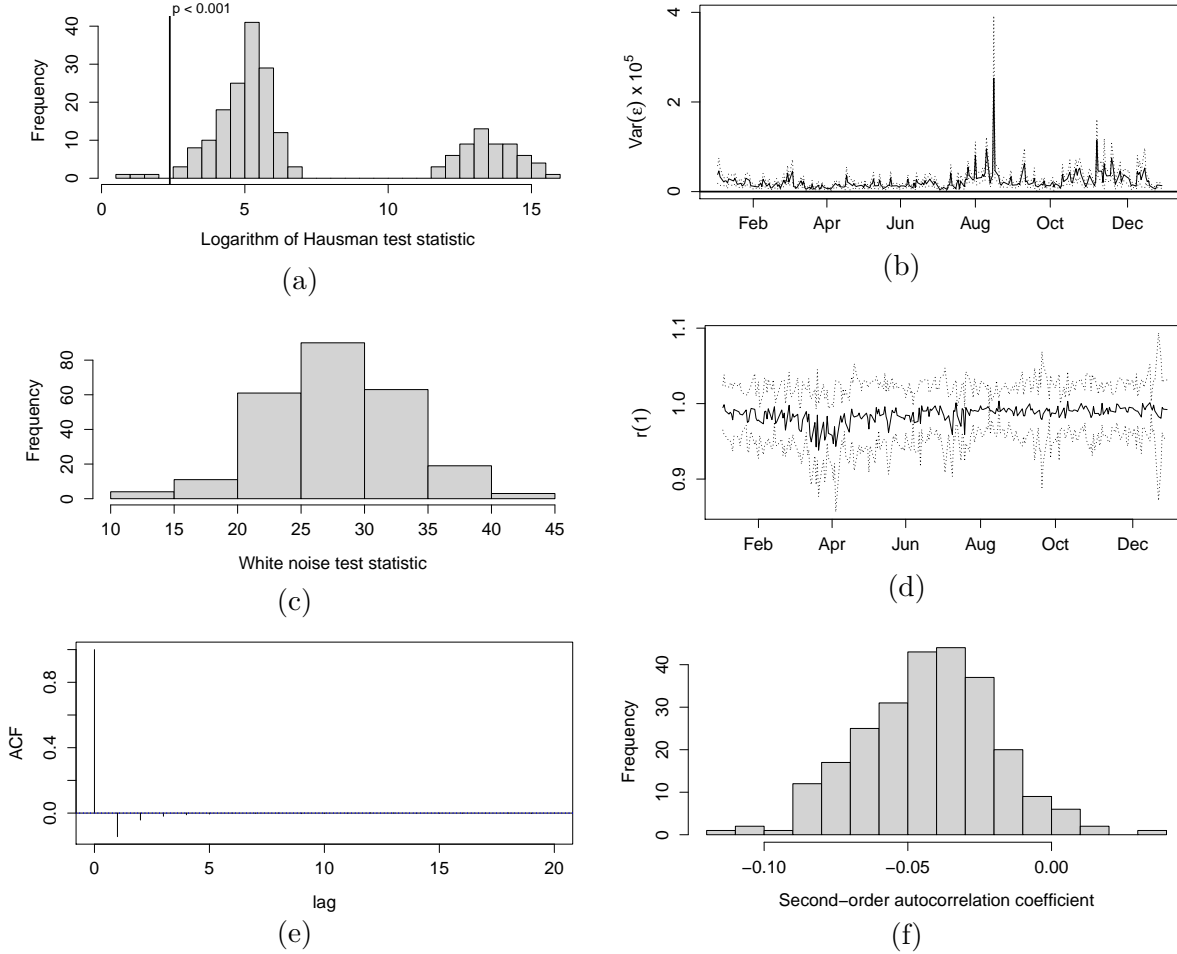 p < 0.001
Frequency
0 10 20 30 40
0 5 10 15
Logarithm of Hausman test statistic
(a)
Var(ε) x 10⁵
0 2 4
Feb Apr Jun Aug Oct Dec
(b)
Frequency
0 20 40 60 80
10 15 20 25 30 35 40 45
White noise test statistic
(c)
r(1)
0.9 1.0 1.1
Feb Apr Jun Aug Oct Dec
(d)
ACF
0.0 0.4 0.8
0 5 10 15 20
lag
(e)
Frequency
0 10 20 30 40
−0.10 −0.05 0.00
Second−order autocorrelation coefficient
(f)